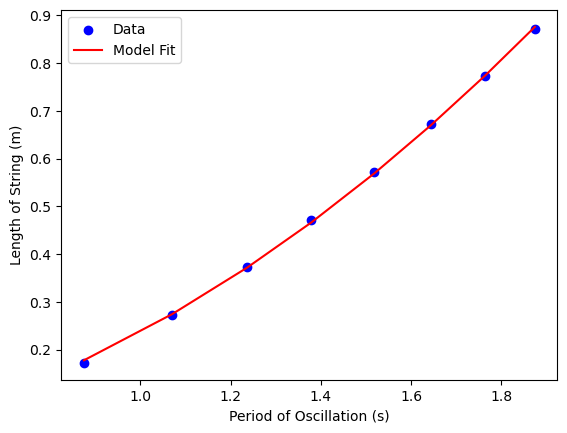 Data
Model Fit
0.9
0.8
0.7
0.6
0.5
0.4
0.3
0.2
Length of String (m)
1.0 1.2 1.4 1.6 1.8
Period of Oscillation (s)